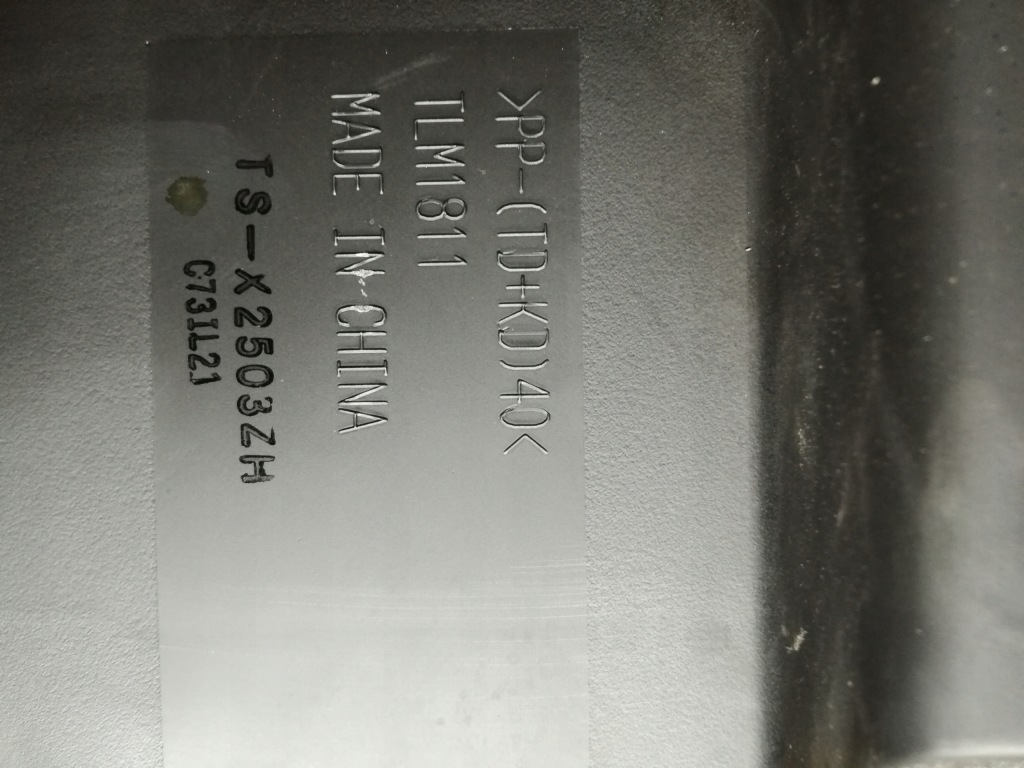 >PP-(TD+KD)40<
TLM1811
MADE IN CHINA
TS-X2503ZH
C73IL21